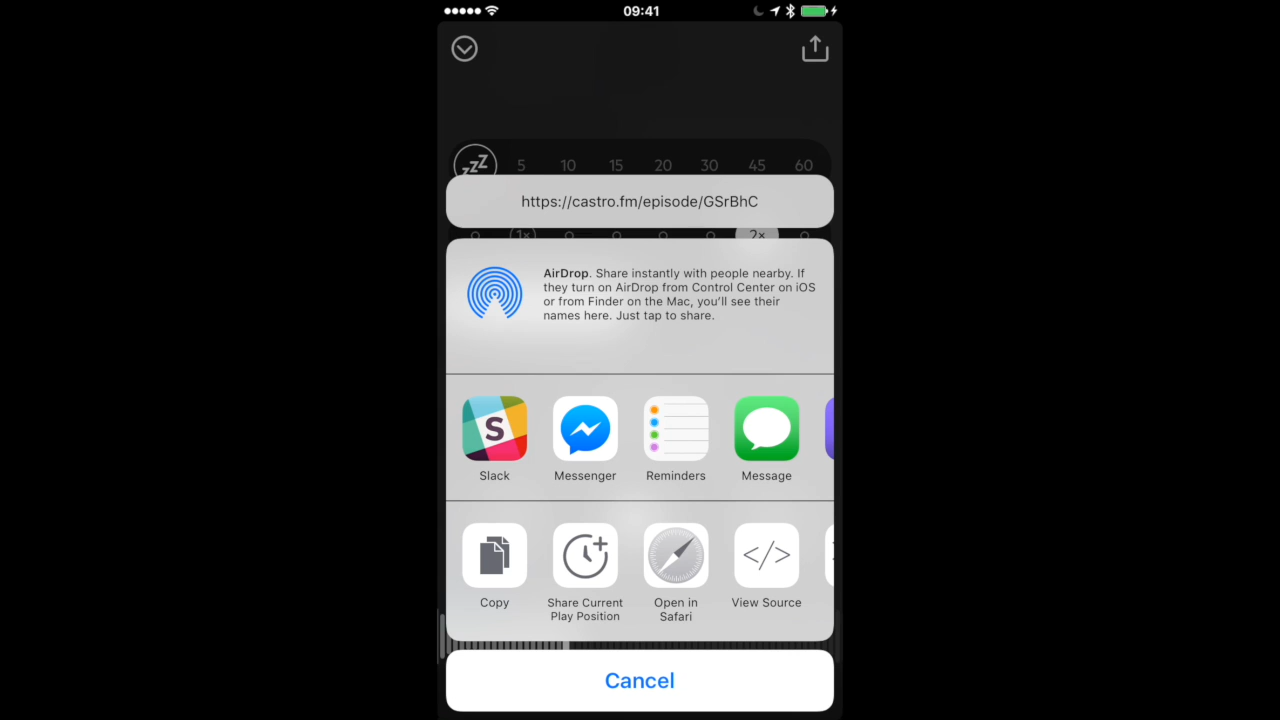 09:41
zzZ 5 10 15 20 30 45 60
https://castro.fm/episode/GSrBhC
1× 2×
AirDrop. Share instantly with people nearby. If
they turn on AirDrop from Control Center on iOS
or from Finder on the Mac, you’ll see their
names here. Just tap to share.
S
Slack Messenger Reminders Message
</>
Copy Share Current Open in View Source
Play Position Safari
Cancel